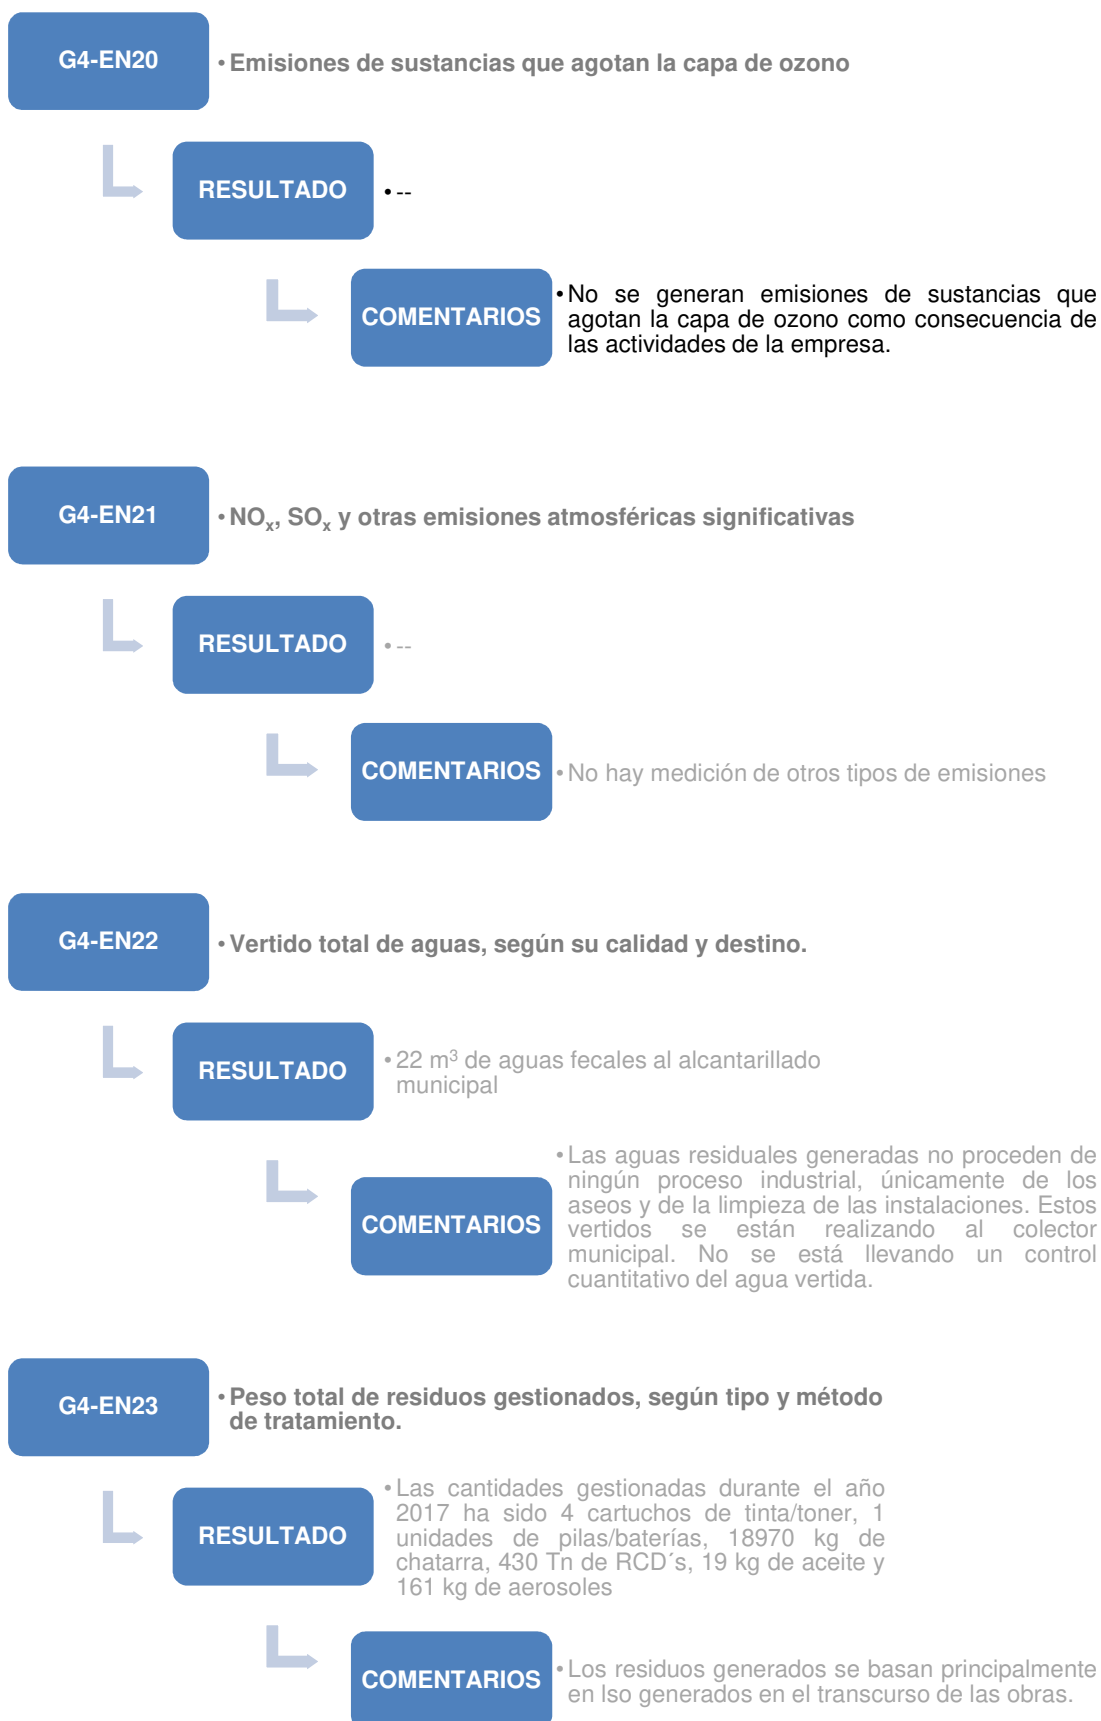 G4-EN20
• Emisiones de sustancias que agotan la capa de ozono
RESULTADO
• --
COMENTARIOS
• No se generan emisiones de sustancias que
agotan la capa de ozono como consecuencia de
las actividades de la empresa.
G4-EN21
• NOx, SOx y otras emisiones atmosféricas significativas
RESULTADO
• --
COMENTARIOS
• No hay medición de otros tipos de emisiones
G4-EN22
• Vertido total de aguas, según su calidad y destino.
RESULTADO
• 22 m³ de aguas fecales al alcantarillado
municipal
COMENTARIOS
• Las aguas residuales generadas no proceden de
ningún proceso industrial, únicamente de los
aseos y de la limpieza de las instalaciones. Estos
vertidos se están realizando al colector
municipal. No se está llevando un control
cuantitativo del agua vertida.
G4-EN23
• Peso total de residuos gestionados, según tipo y método
de tratamiento.
RESULTADO
• Las cantidades gestionadas durante el año
2017 ha sido 4 cartuchos de tinta/toner, 1
unidades de pilas/baterías, 18970 kg de
chatarra, 430 Tn de RCD´s, 19 kg de aceite y
161 kg de aerosoles
COMENTARIOS
• Los residuos generados se basan principalmente
en lso generados en el transcurso de las obras.